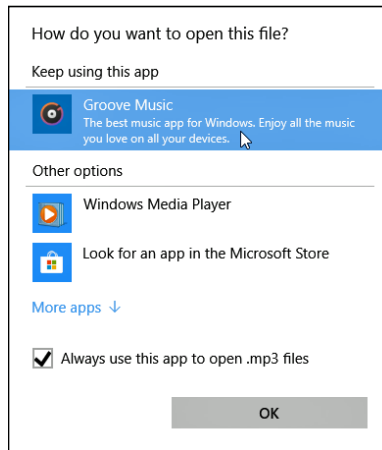 How do you want to open this file?
Keep using this app
Groove Music
The best music app for Windows. Enjoy all the music
you love on all your devices.
Other options
Windows Media Player
Look for an app in the Microsoft Store
More apps ↓
Always use this app to open .mp3 files
OK